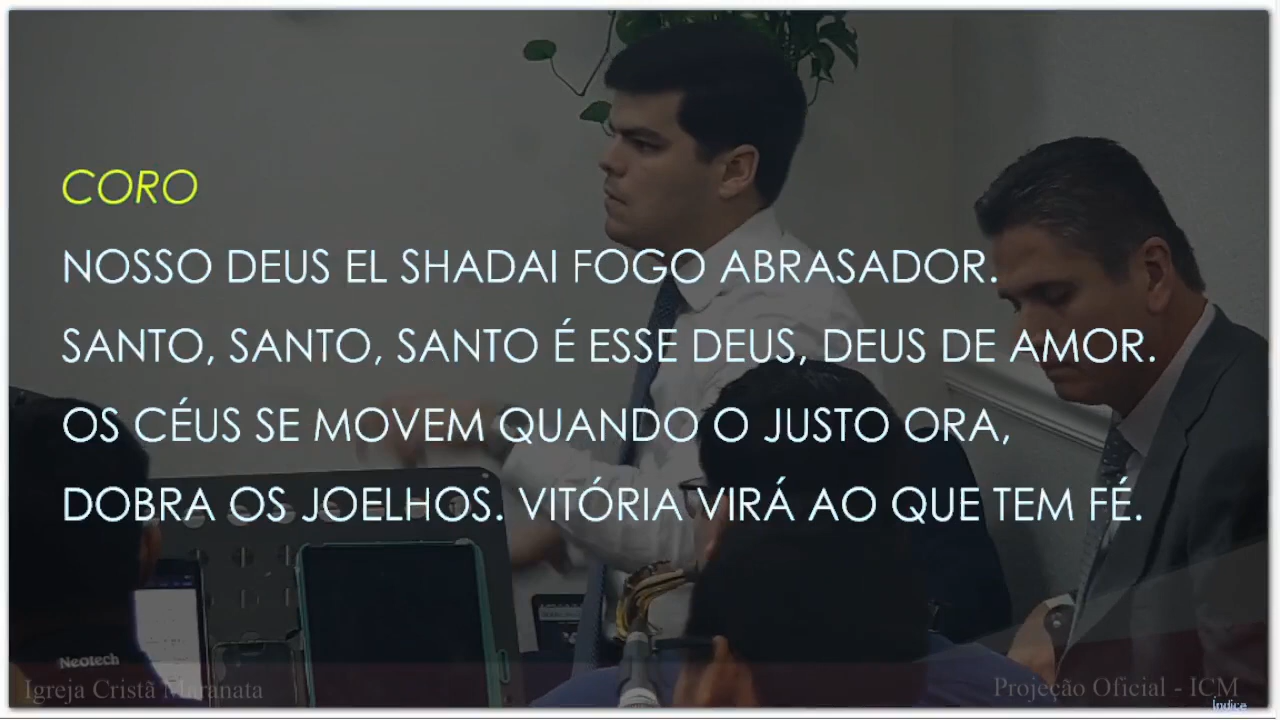 CORO
NOSSO DEUS EL SHADAI FOGO ABRASADOR.
SANTO, SANTO, SANTO É ESSE DEUS, DEUS DE AMOR.
OS CÉUS SE MOVEM QUANDO O JUSTO ORA,
DOBRA OS JOELHOS. VITÓRIA VIRÁ AO QUE TEM FÉ.
Neotech
Igreja Cristã Maranata
Projeção Oficial - ICM
Índice